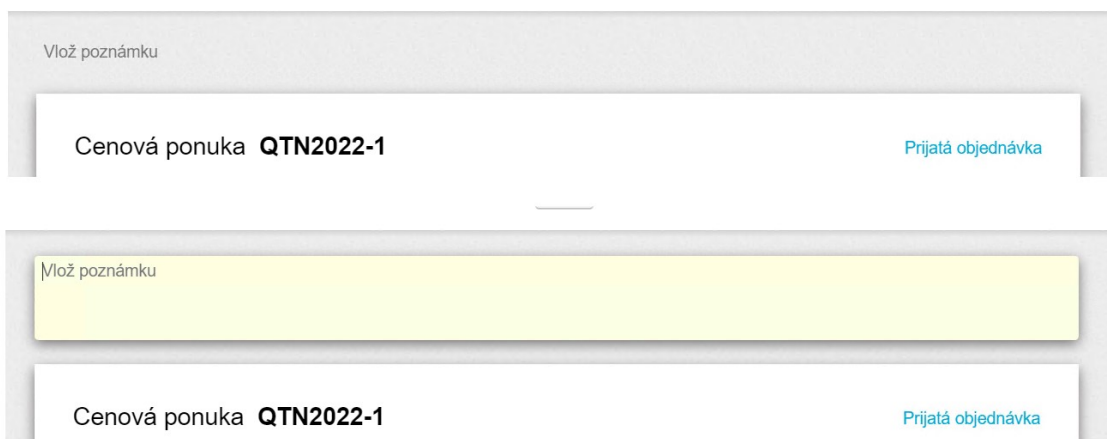 Vlož poznámku
Cenová ponuka QTN2022-1
Prijatá objednávka
Vlož poznámku
Cenová ponuka QTN2022-1
Prijatá objednávka